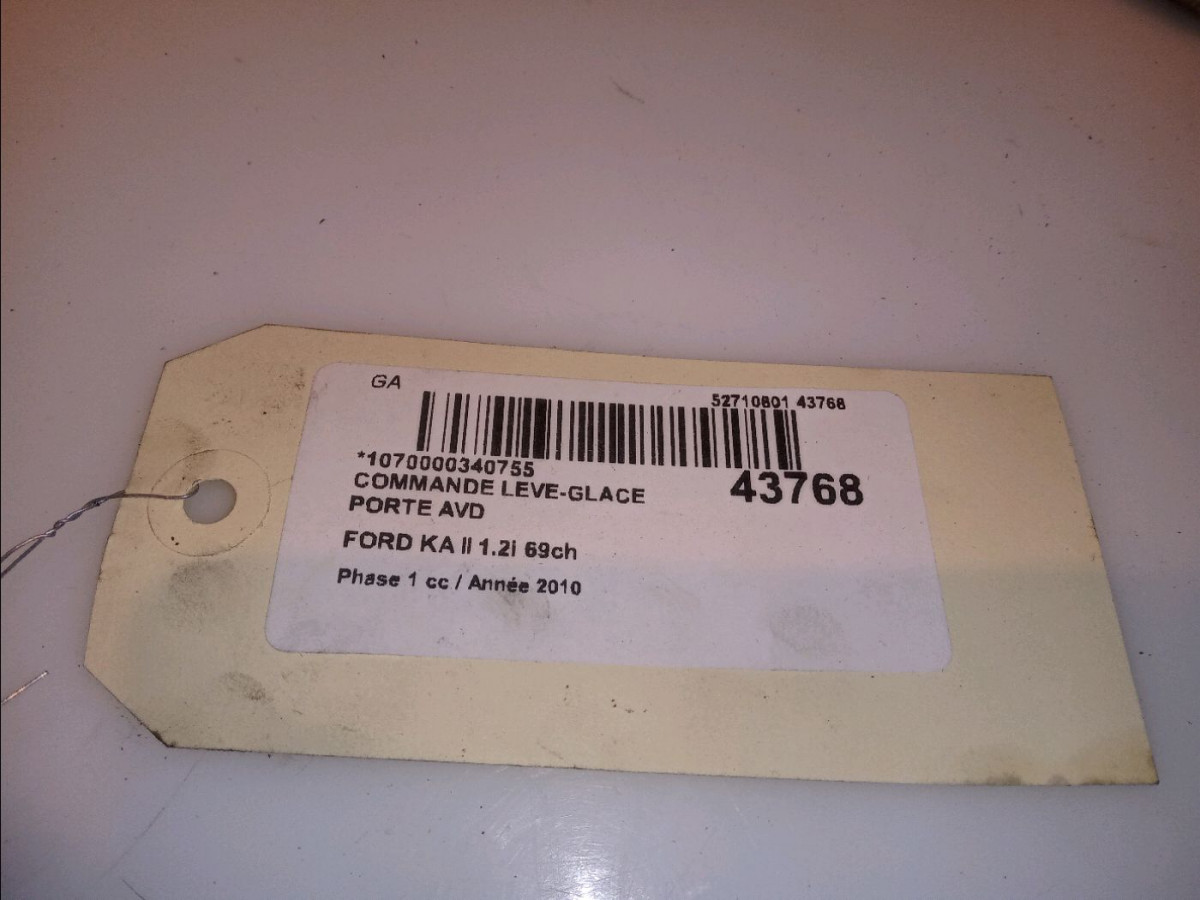 GA
52710801 43768
*1070000340755
COMMANDE LEVE-GLACE
43768
PORTE AVD
FORD KA II 1.2i 69ch
Phase 1 cc / Année 2010